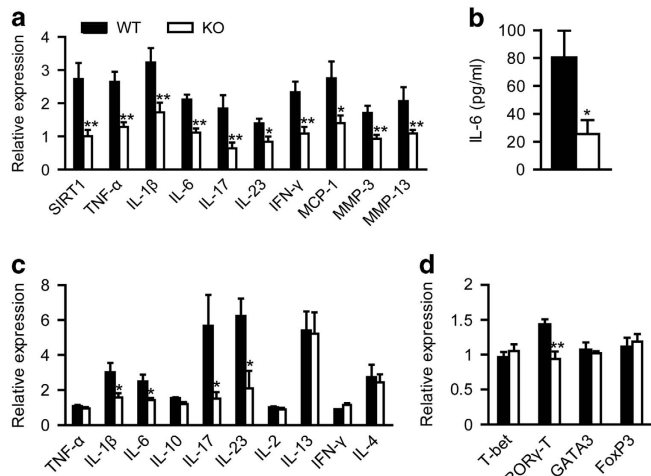 a
WT
KO
Relative expression
4
3
2
1
0
** ** ** ** ** * ** * ** **
SIRT1 TNF-α IL-1β IL-6 IL-17 IL-23 IFN-γ MCP-1 MMP-3 MMP-13
b
IL-6 (pg/ml)
100
80
60
40
20
0
*
c
Relative expression
8
6
4
2
0
* * * *
TNF-α IL-1β IL-6 IL-10 IL-17 IL-23 IL-2 IL-13 IFN-γ IL-4
d
Relative expression
2
1.5
1
0.5
0
**
T-bet RORγ-T GATA3 FoxP3